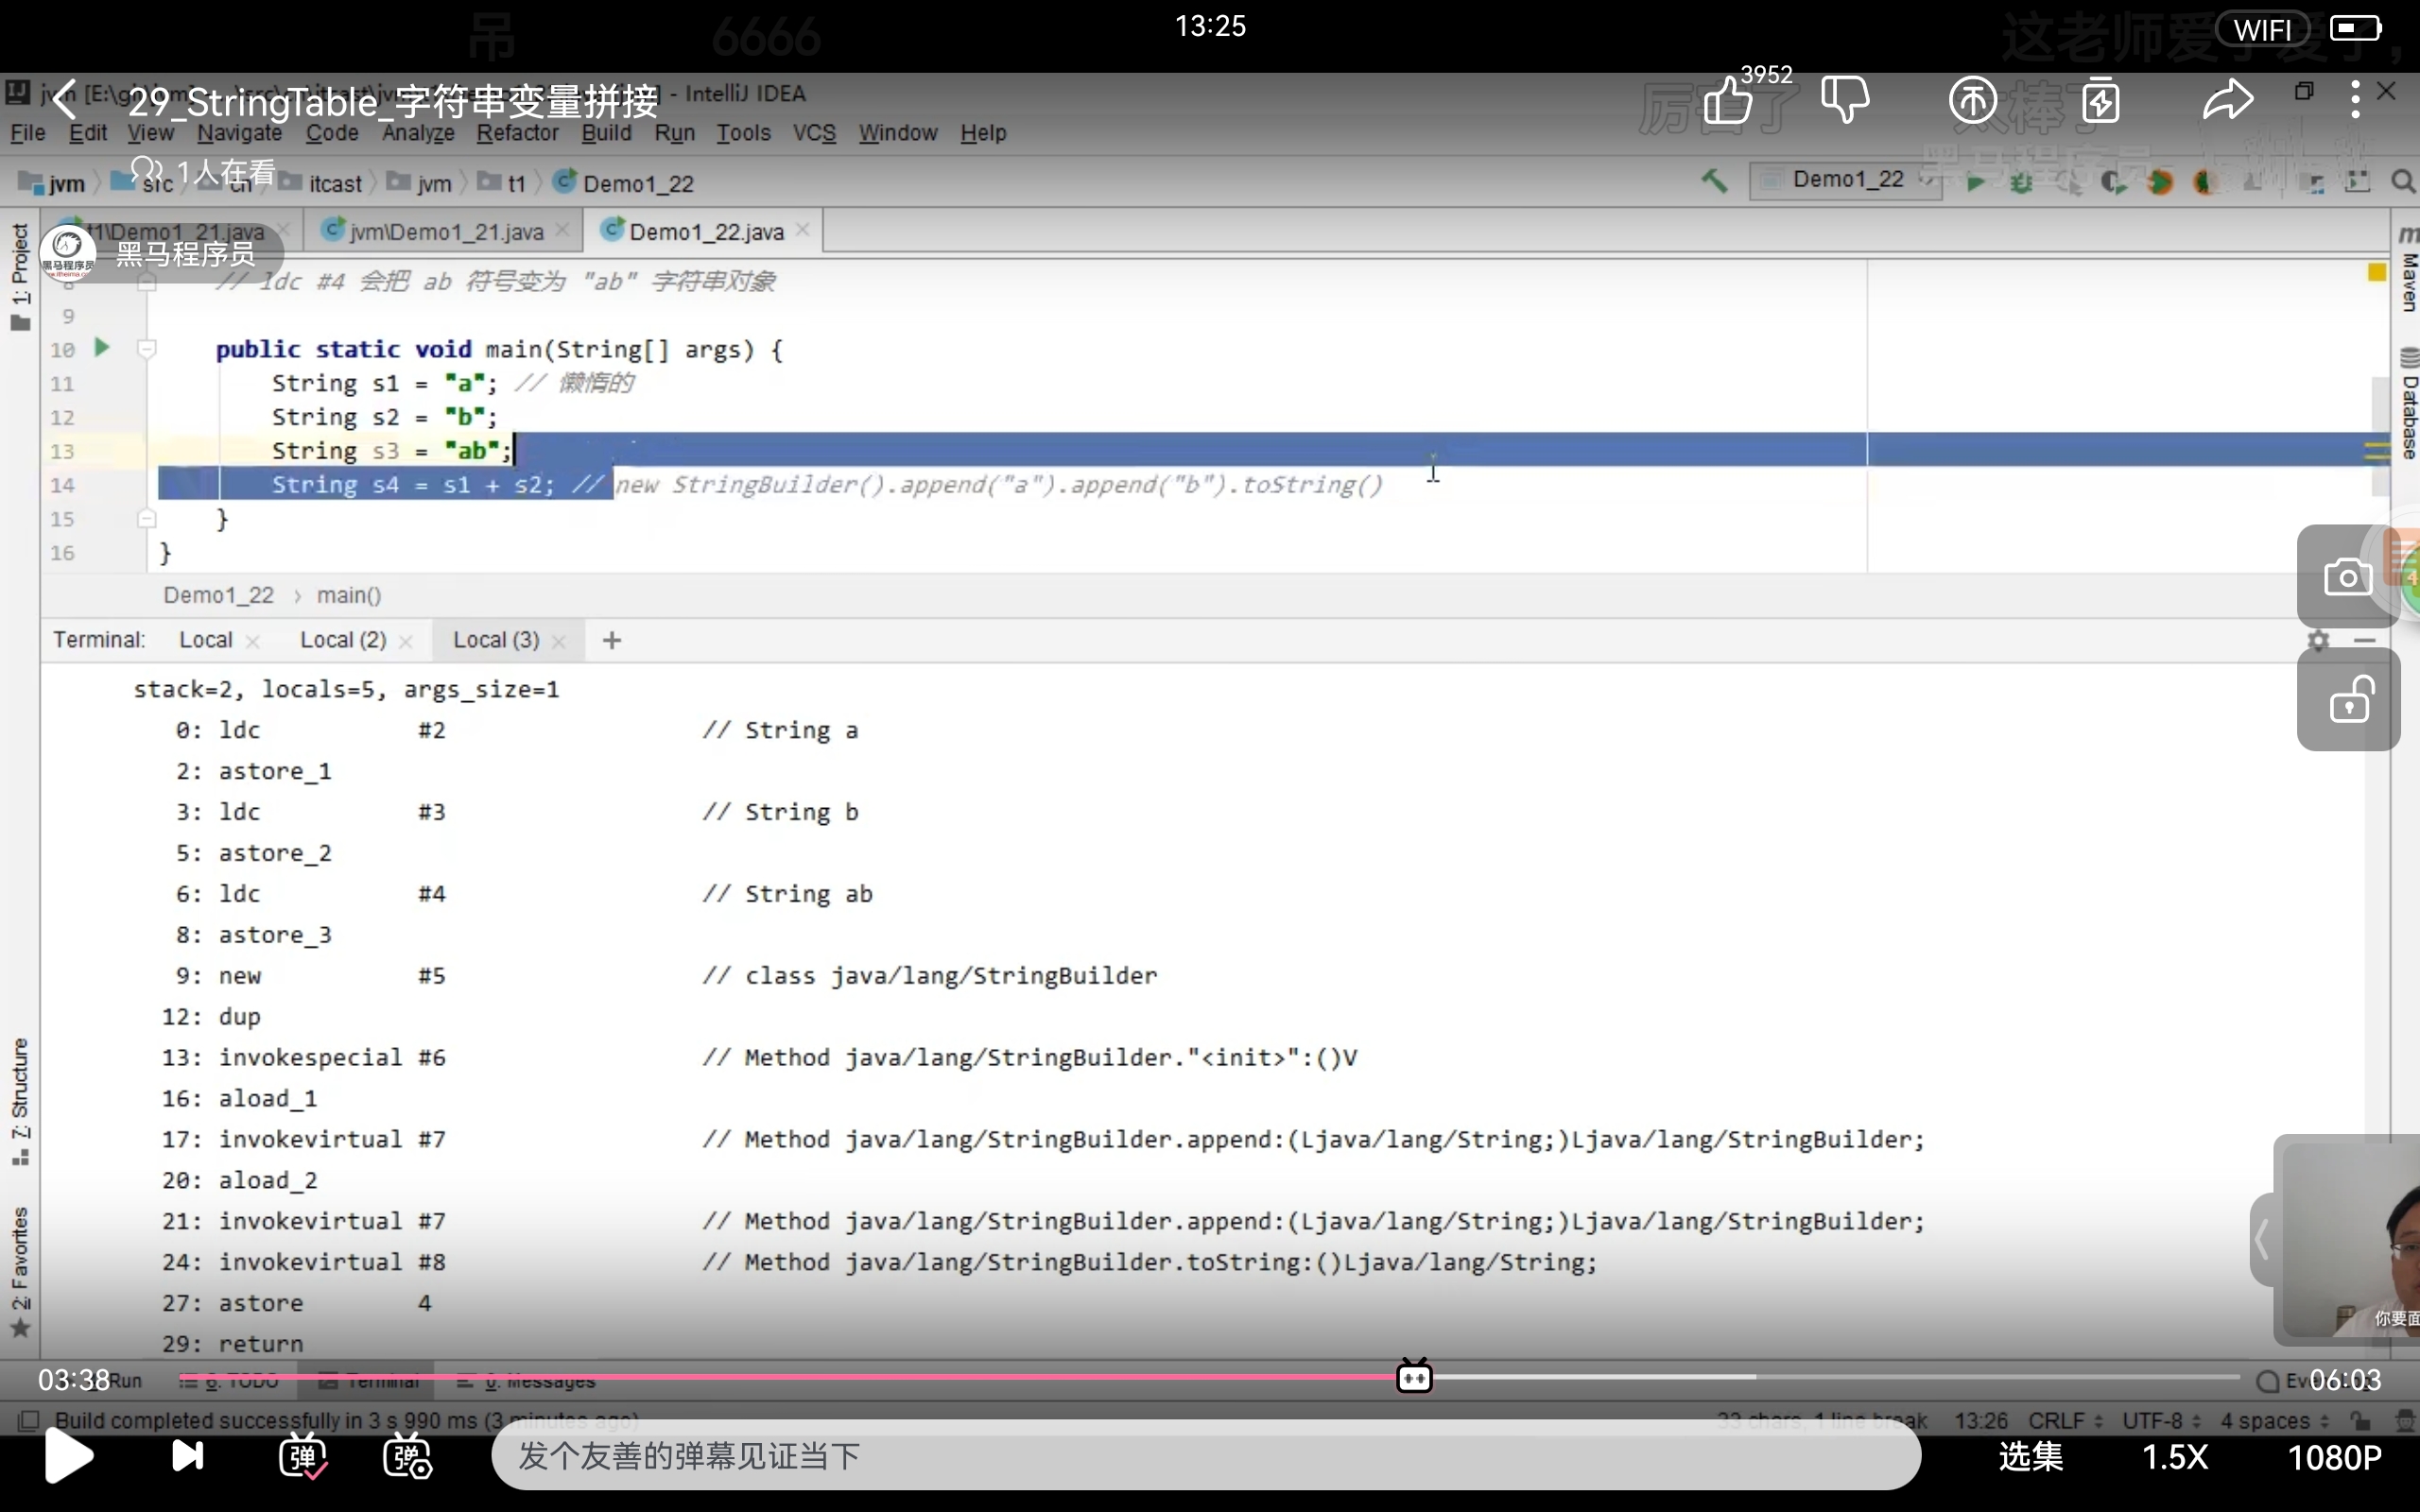 吊 6666 13:25 这老师爱了爱了， WIFI
jvm [E:\git\jvm] - IntelliJ IDEA
29_StringTable_字符串变量拼接
厉害了 3952 太棒了
File Edit View Navigate Code Analyze Refactor Build Run Tools VCS Window Help
1人在看
黑马程序员
jvm src cn itcast jvm t1 Demo1_22
Demo1_22
t1\Demo1_21.java jvm\Demo1_21.java Demo1_22.java
黑马程序员
1: Project
Maven
Database
8 // ldc #4 会把 ab 符号变为 "ab" 字符串对象
9
10 public static void main(String[] args) {
11 String s1 = "a"; // 懒惰的
12 String s2 = "b";
13 String s3 = "ab";
14 String s4 = s1 + s2; // new StringBuilder().append("a").append("b").toString()
15 }
16 }
Demo1_22 › main()
Terminal: Local Local (2) Local (3) +
stack=2, locals=5, args_size=1
0: ldc #2 // String a
2: astore_1
3: ldc #3 // String b
5: astore_2
6: ldc #4 // String ab
8: astore_3
9: new #5 // class java/lang/StringBuilder
12: dup
13: invokespecial #6 // Method java/lang/StringBuilder."<init>":()V
16: aload_1
17: invokevirtual #7 // Method java/lang/StringBuilder.append:(Ljava/lang/String;)Ljava/lang/StringBuilder;
20: aload_2
21: invokevirtual #7 // Method java/lang/StringBuilder.append:(Ljava/lang/String;)Ljava/lang/StringBuilder;
24: invokevirtual #8 // Method java/lang/StringBuilder.toString:()Ljava/lang/String;
27: astore 4
29: return
Z: Structure
2: Favorites
你要面
03:38 Run 6: TODO Terminal 0: Messages 06:03
Build completed successfully in 3 s 990 ms (3 minutes ago) 33 chars, 1 line break 13:26 CRLF UTF-8 4 spaces
弹 弹 发个友善的弹幕见证当下 选集 1.5X 1080P